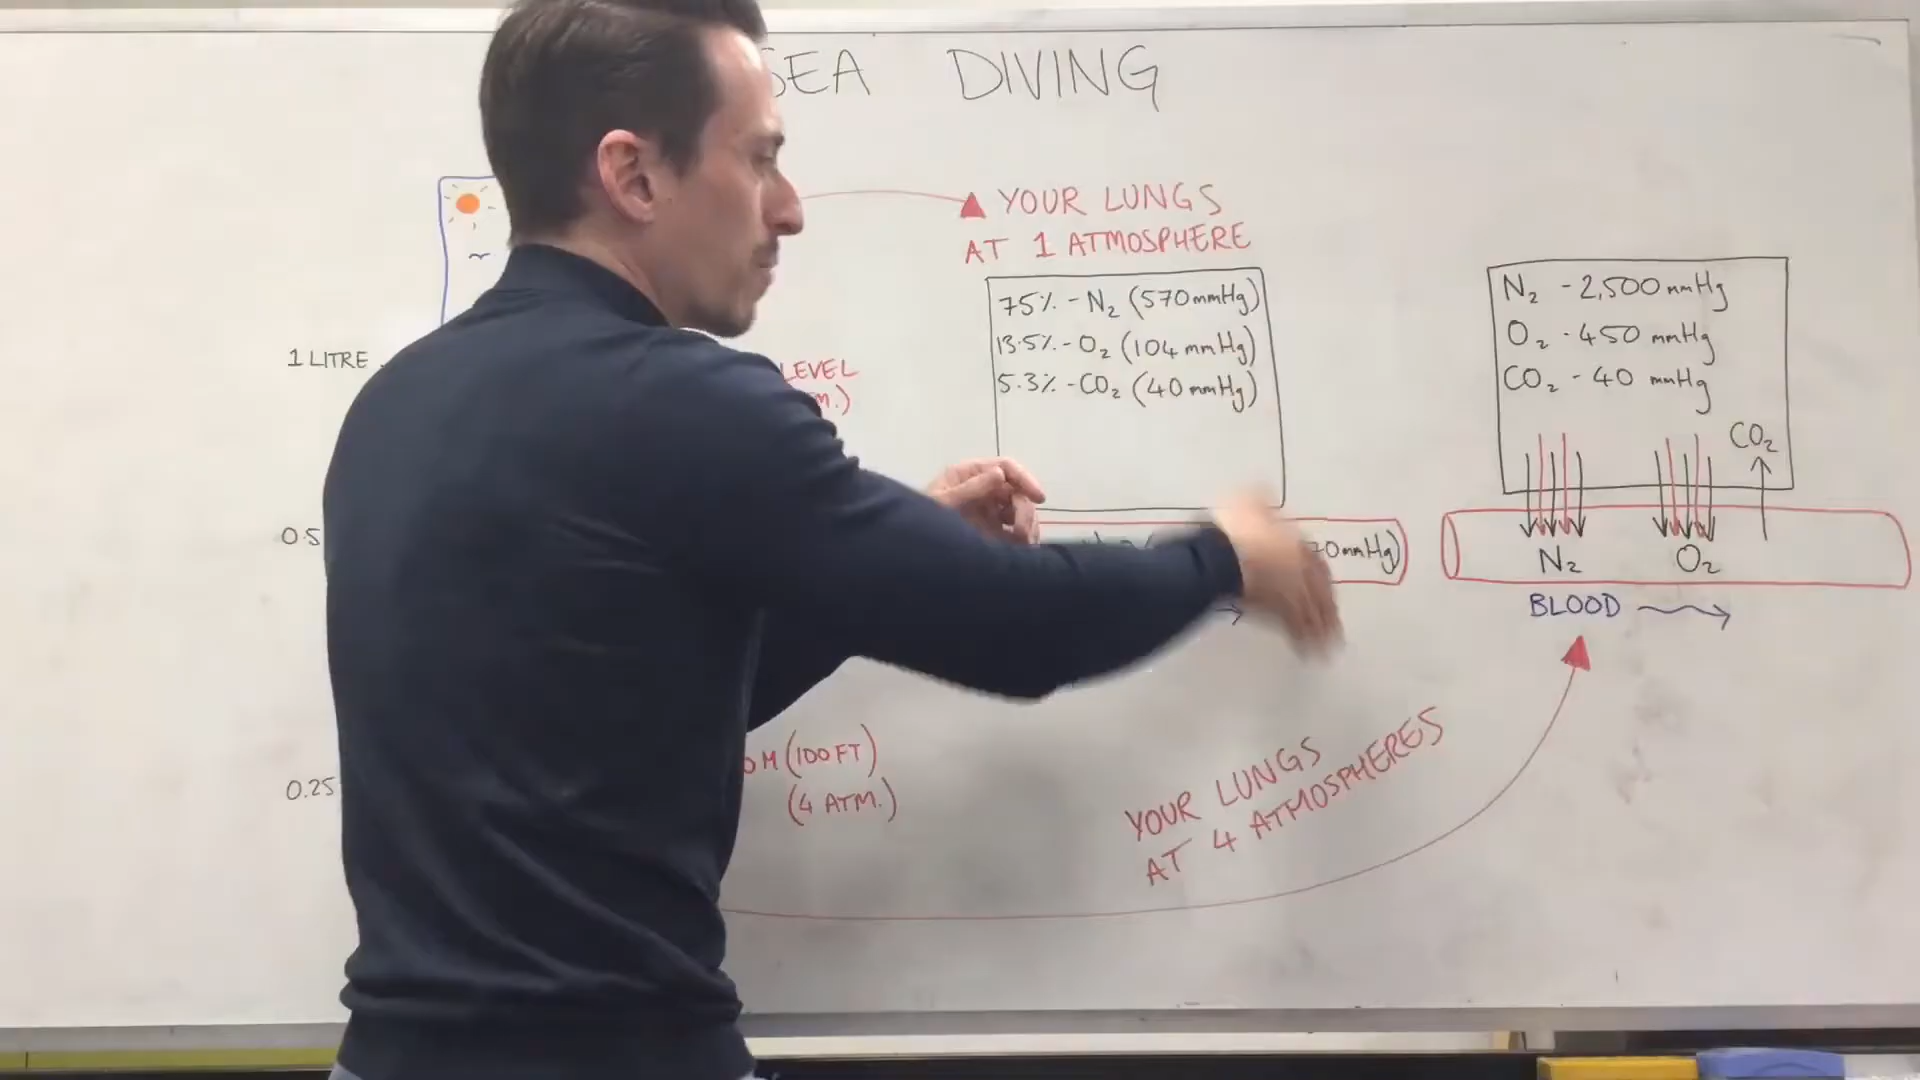 SEA DIVING
YOUR LUNGS
AT 1 ATMOSPHERE
75% - N₂ (570mmHg)
13.5% - O₂ (104 mmHg)
5.3% - CO₂ (40 mmHg)
N₂ - 2,500 mmHg
O₂ - 450 mmHg
CO₂ - 40 mmHg
CO₂
1 LITRE
LEVEL
0.5
N₂ O₂
BLOOD
0.25
M (100 FT)
(4 ATM.)
YOUR LUNGS
AT 4 ATMOSPHERES